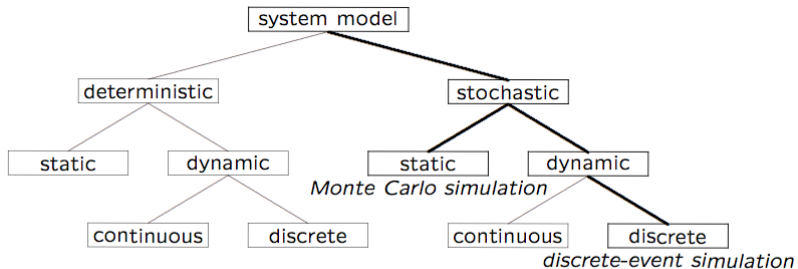 system model
deterministic
stochastic
static
dynamic
static
dynamic
Monte Carlo simulation
continuous
discrete
continuous
discrete
discrete-event simulation